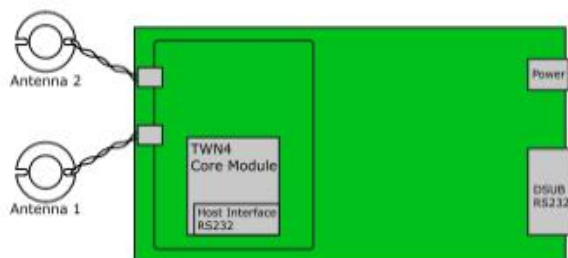 Antenna 2
Antenna 1
TWN4
Core Module
Host Interface
RS232
Power
DSUB
RS232